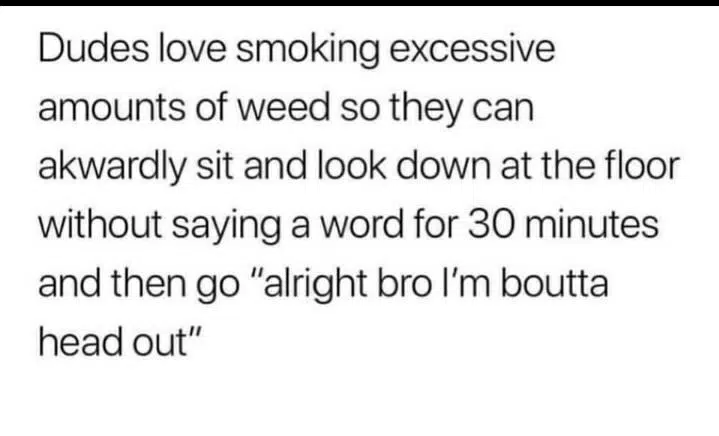 Dudes love smoking excessive
amounts of weed so they can
akwardly sit and look down at the floor
without saying a word for 30 minutes
and then go "alright bro I'm boutta
head out"